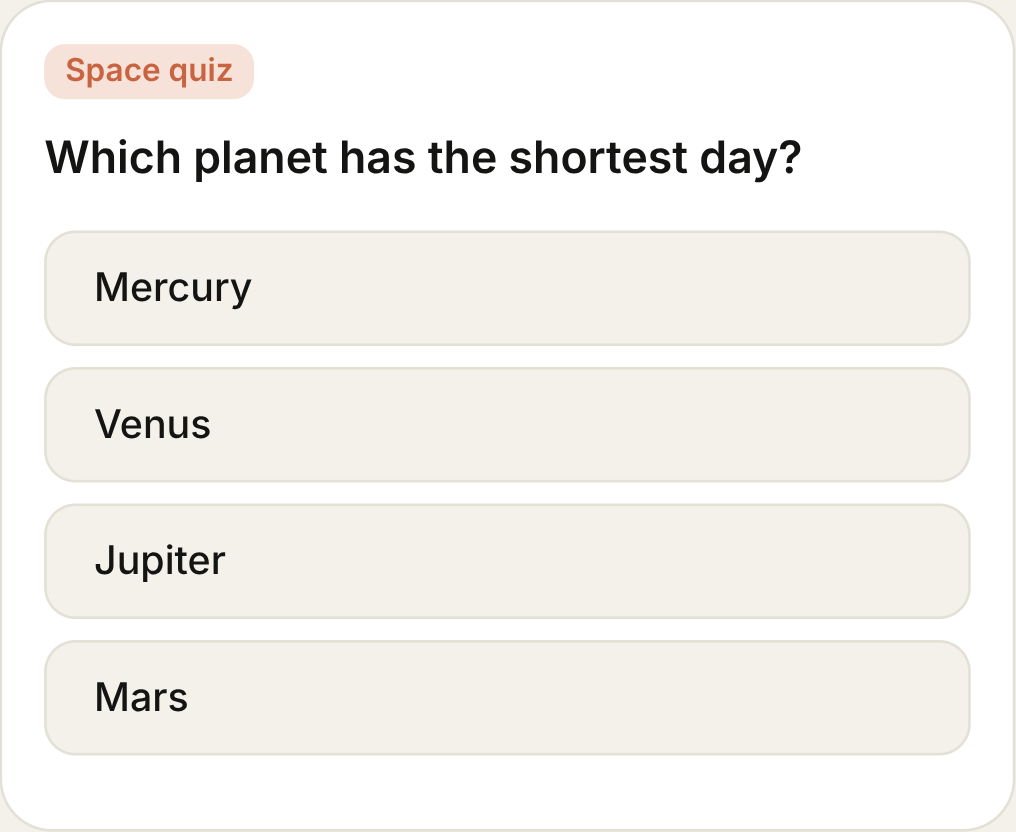 Space quiz
Which planet has the shortest day?
Mercury
Venus
Jupiter
Mars